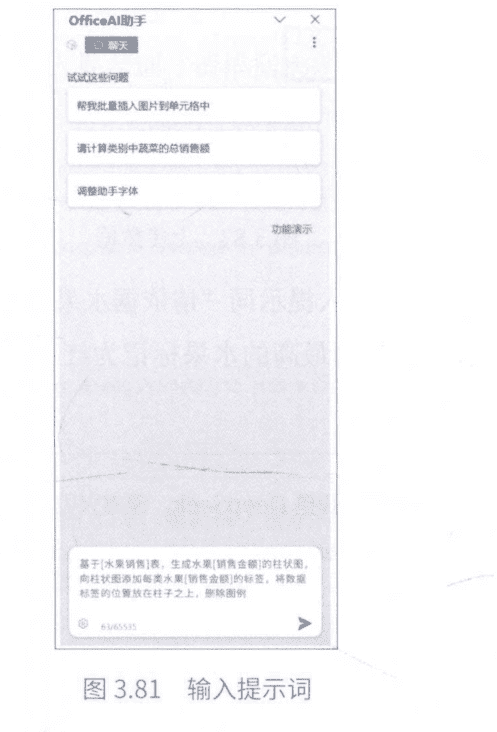 OfficeAI助手
聊天
试试这些问题
帮我批量插入图片到单元格中
请计算类别中蔬菜的总销售额
调整助手字体
功能演示
基于[水果销售]表，生成水果[销售金额]的柱状图，
向柱状图添加每类水果[销售金额]的标签，将数据
标签的位置放在柱子之上，删除图例
63/65535
图 3.81 输入提示词